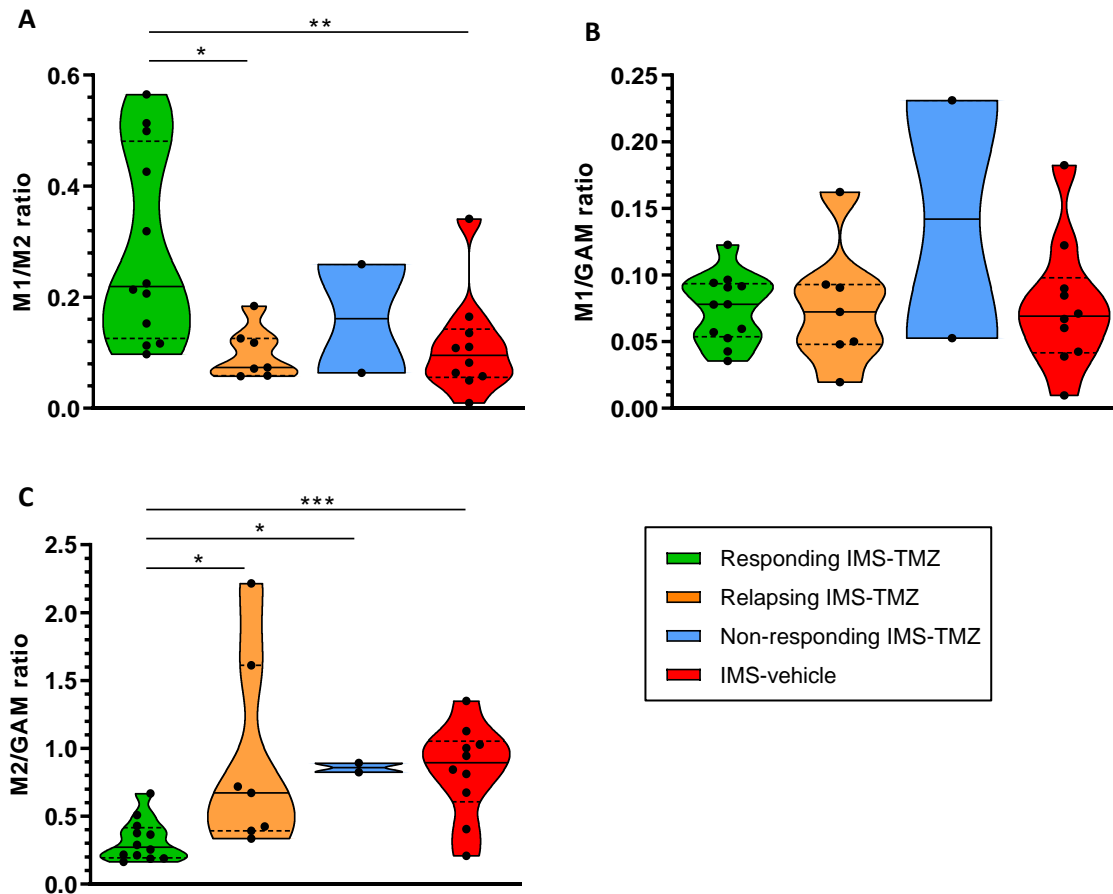 A
**
*
M1/M2 ratio
0.6
0.4
0.2
0.0
B
M1/GAM ratio
0.25
0.20
0.15
0.10
0.05
0.00
C
***
*
*
M2/GAM ratio
2.5
2.0
1.5
1.0
0.5
0.0
Responding IMS-TMZ
Relapsing IMS-TMZ
Non-responding IMS-TMZ
IMS-vehicle